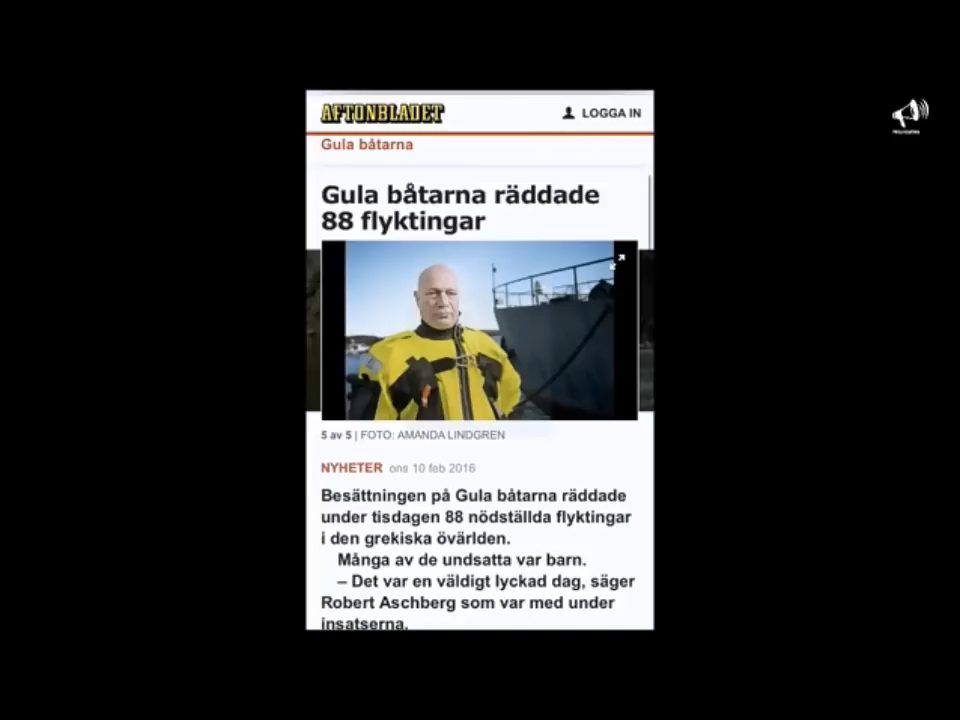 AFTONBLADET
LOGGA IN
Gula båtarna
Gula båtarna räddade
88 flyktingar
5 av 5 | FOTO: AMANDA LINDGREN
NYHETER ons 10 feb 2016
Besättningen på Gula båtarna räddade
under tisdagen 88 nödställda flyktingar
i den grekiska övärlden.
Många av de undsatta var barn.
– Det var en väldigt lyckad dag, säger
Robert Aschberg som var med under
insatserna.